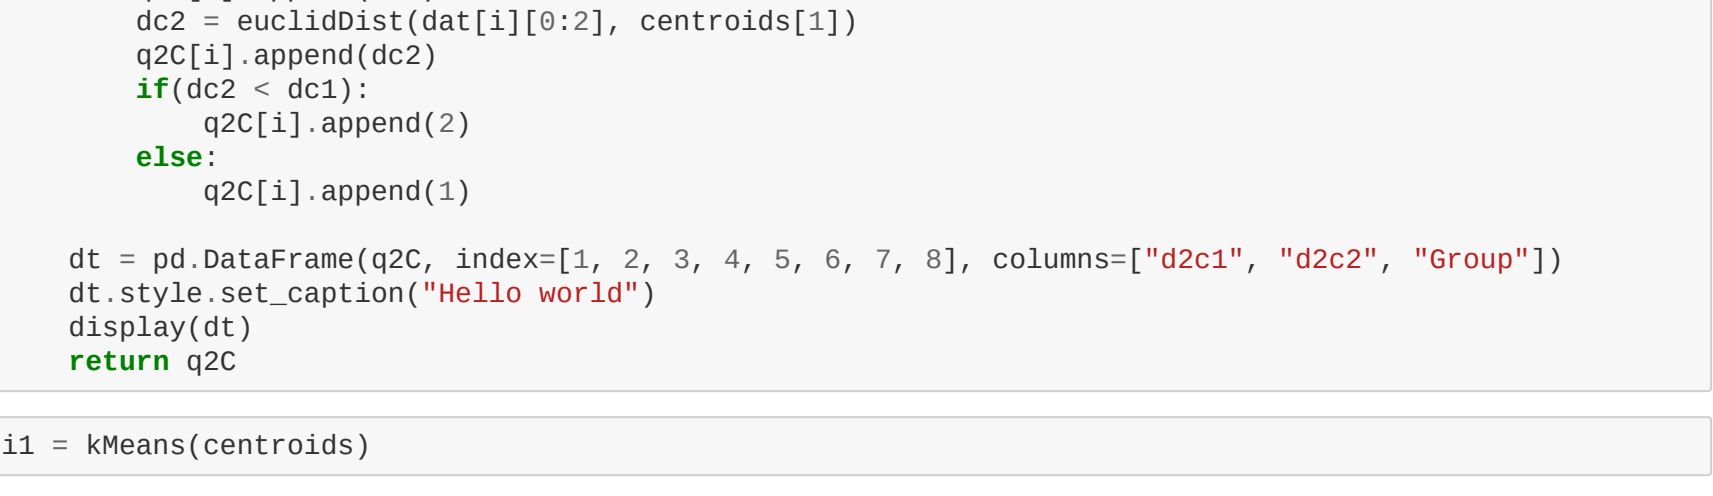 dc2 = euclidDist(dat[i][0:2], centroids[1])
q2C[i].append(dc2)
if(dc2 < dc1):
q2C[i].append(2)
else:
q2C[i].append(1)
dt = pd.DataFrame(q2C, index=[1, 2, 3, 4, 5, 6, 7, 8], columns=["d2c1", "d2c2", "Group"])
dt.style.set_caption("Hello world")
display(dt)
return q2C
i1 = kMeans(centroids)